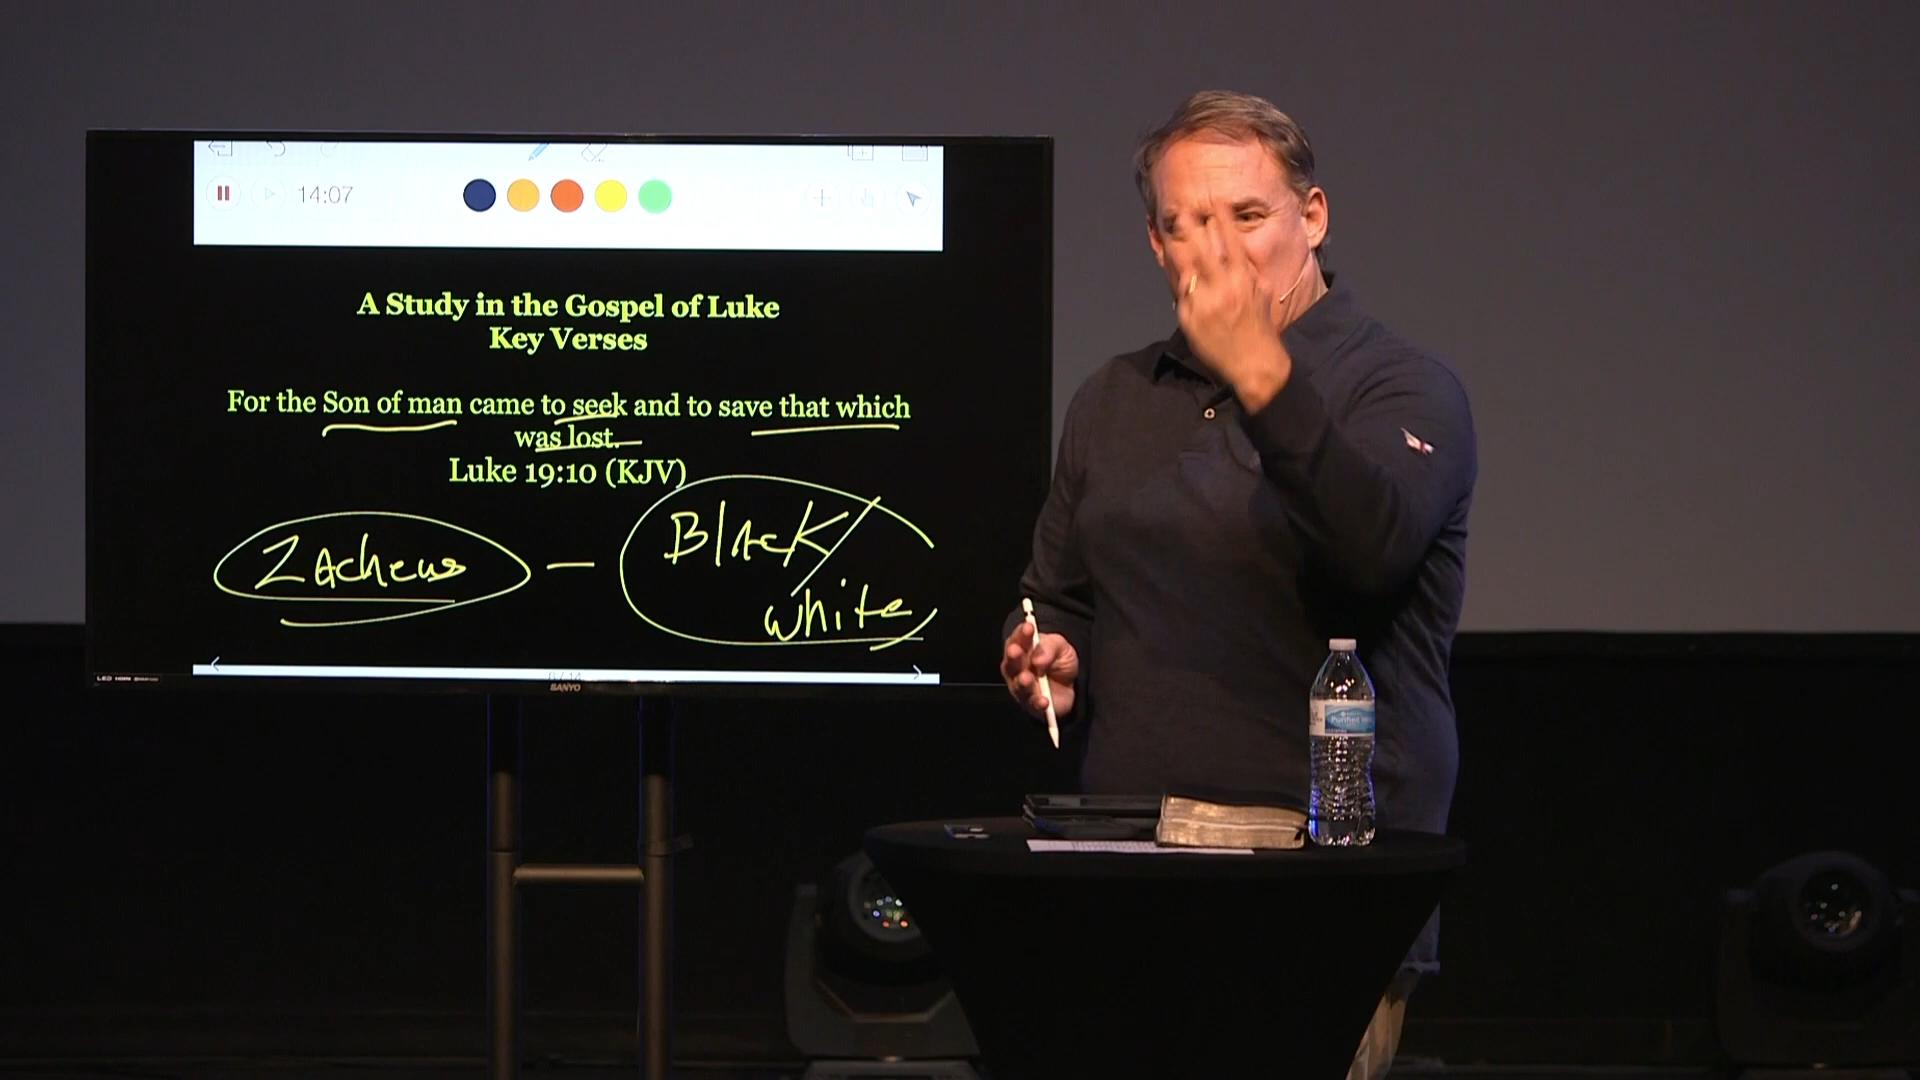 14:07
A Study in the Gospel of Luke
Key Verses
For the Son of man came to seek and to save that which
was lost.
Luke 19:10 (KJV)
ZAcheus — BlAcK/
white
SANYO
Purified